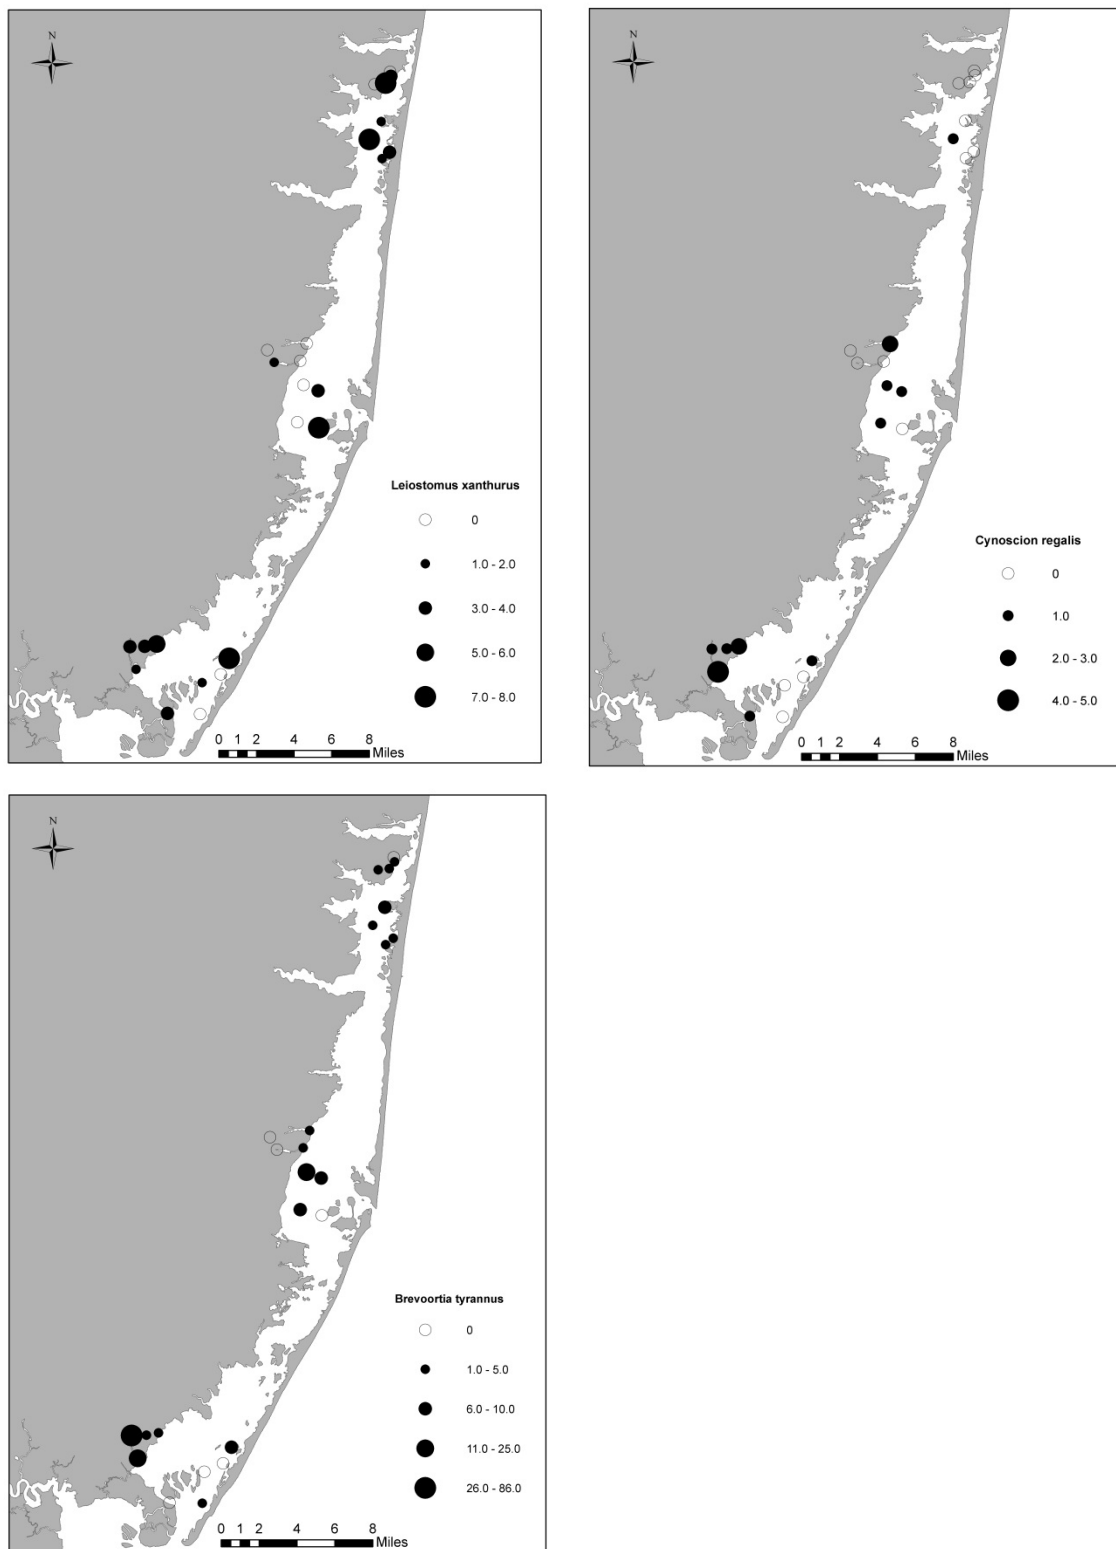 N
Leiostomus xanthurus
0
1.0 - 2.0
3.0 - 4.0
5.0 - 6.0
7.0 - 8.0
0 1 2 4 6 8
Miles
N
Cynoscion regalis
0
1.0
2.0 - 3.0
4.0 - 5.0
0 1 2 4 6 8
Miles
N
Brevoortia tyrannus
0
1.0 - 5.0
6.0 - 10.0
11.0 - 25.0
26.0 - 86.0
0 1 2 4 6 8
Miles